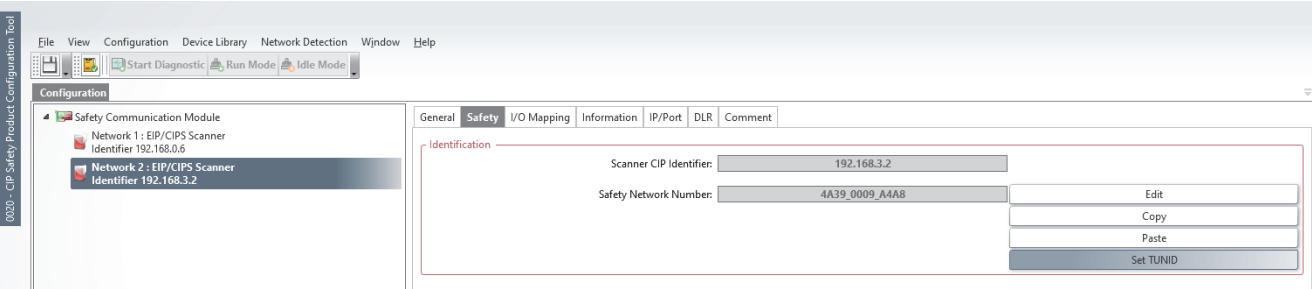 0020 - CIP Safety Product Configuration Tool
File View Configuration Device Library Network Detection Window Help
Start Diagnostic Run Mode Idle Mode
Configuration
Safety Communication Module
Network 1 : EIP/CIPS Scanner
Identifier 192.168.0.6
Network 2 : EIP/CIPS Scanner
Identifier 192.168.3.2
General Safety I/O Mapping Information IP/Port DLR Comment
Identification
Scanner CIP Identifier: 192.168.3.2
Safety Network Number: 4A39_0009_A4A8
Edit
Copy
Paste
Set TUNID